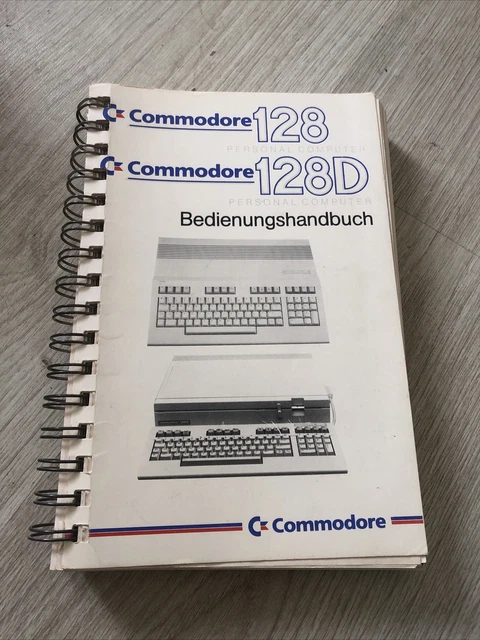 Commodore 128
PERSONAL COMPUTER
Commodore 128D
PERSONAL COMPUTER
Bedienungshandbuch
Commodore